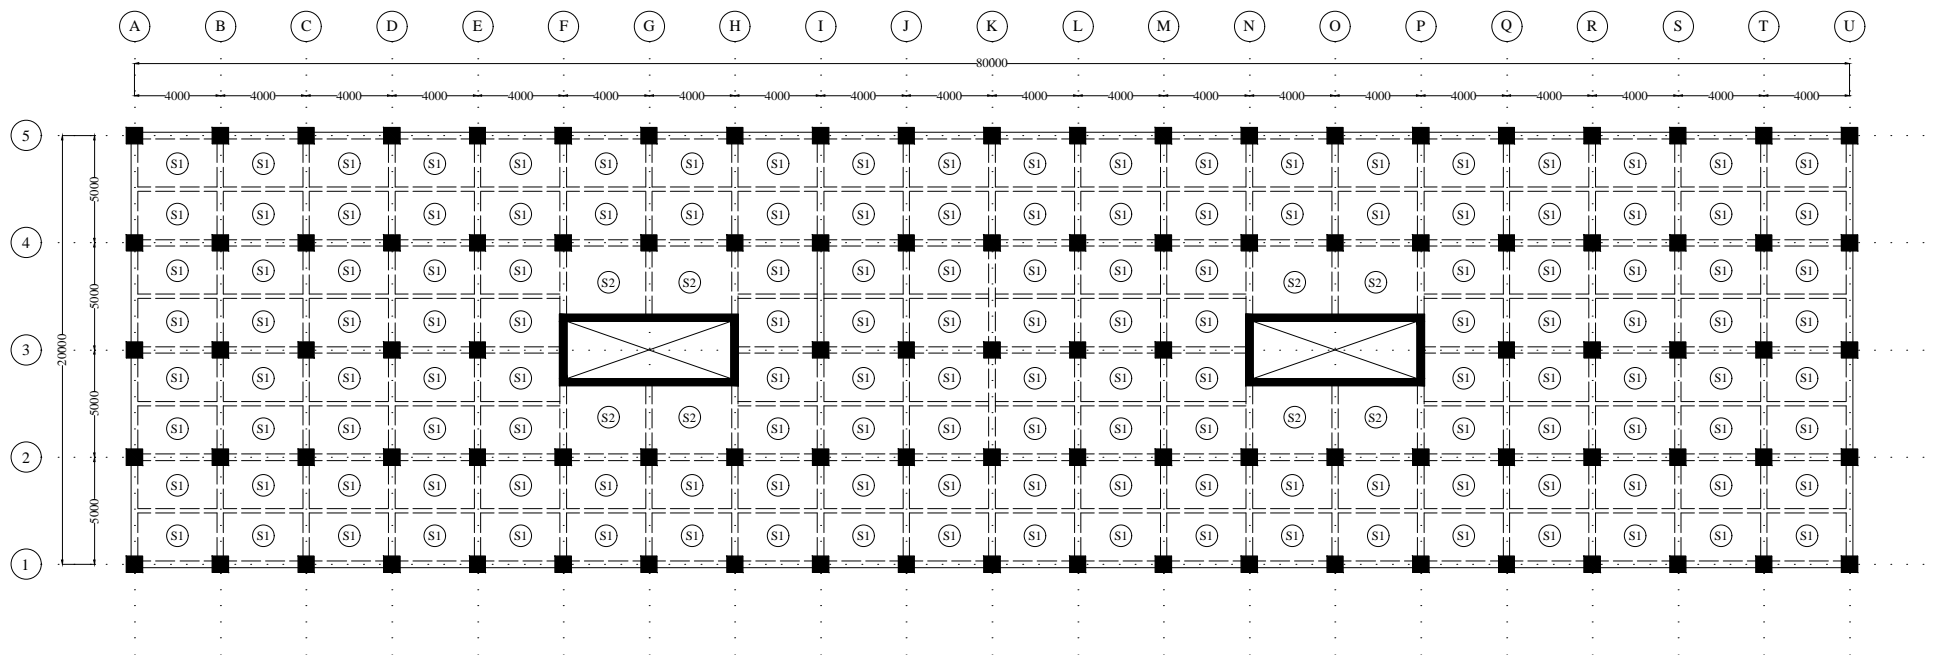 A B C D E F G H I J K L M N O P Q R S T U
80000
4000 4000 4000 4000 4000 4000 4000 4000 4000 4000 4000 4000 4000 4000 4000 4000 4000 4000 4000 4000
5
S1 S1 S1 S1 S1 S1 S1 S1 S1 S1 S1 S1 S1 S1 S1 S1 S1 S1 S1 S1
5000
S1 S1 S1 S1 S1 S1 S1 S1 S1 S1 S1 S1 S1 S1 S1 S1 S1 S1 S1 S1
4
S1 S1 S1 S1 S1 S2 S2 S1 S1 S1 S1 S1 S1 S2 S2 S1 S1 S1 S1 S1
5000
S1 S1 S1 S1 S1 S1 S1 S1 S1 S1 S1 S1 S1 S1 S1 S1
3
20000
S1 S1 S1 S1 S1 S1 S1 S1 S1 S1 S1 S1 S1 S1 S1 S1
5000
S1 S1 S1 S1 S1 S2 S2 S1 S1 S1 S1 S1 S1 S2 S2 S1 S1 S1 S1 S1
2
S1 S1 S1 S1 S1 S1 S1 S1 S1 S1 S1 S1 S1 S1 S1 S1 S1 S1 S1 S1
5000
S1 S1 S1 S1 S1 S1 S1 S1 S1 S1 S1 S1 S1 S1 S1 S1 S1 S1 S1 S1
1